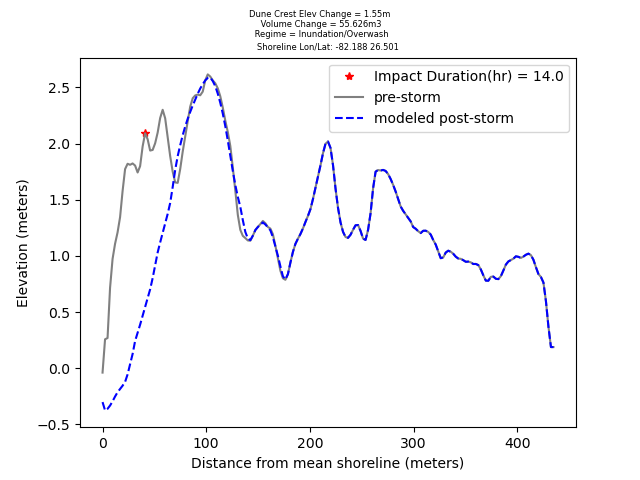 Dune Crest Elev Change = 1.55m
Volume Change = 55.626m3
Regime = Inundation/Overwash
Shoreline Lon/Lat: -82.188 26.501
Impact Duration(hr) = 14.0
pre-storm
modeled post-storm
2.5
2.0
1.5
1.0
0.5
0.0
−0.5
Elevation (meters)
0 100 200 300 400
Distance from mean shoreline (meters)